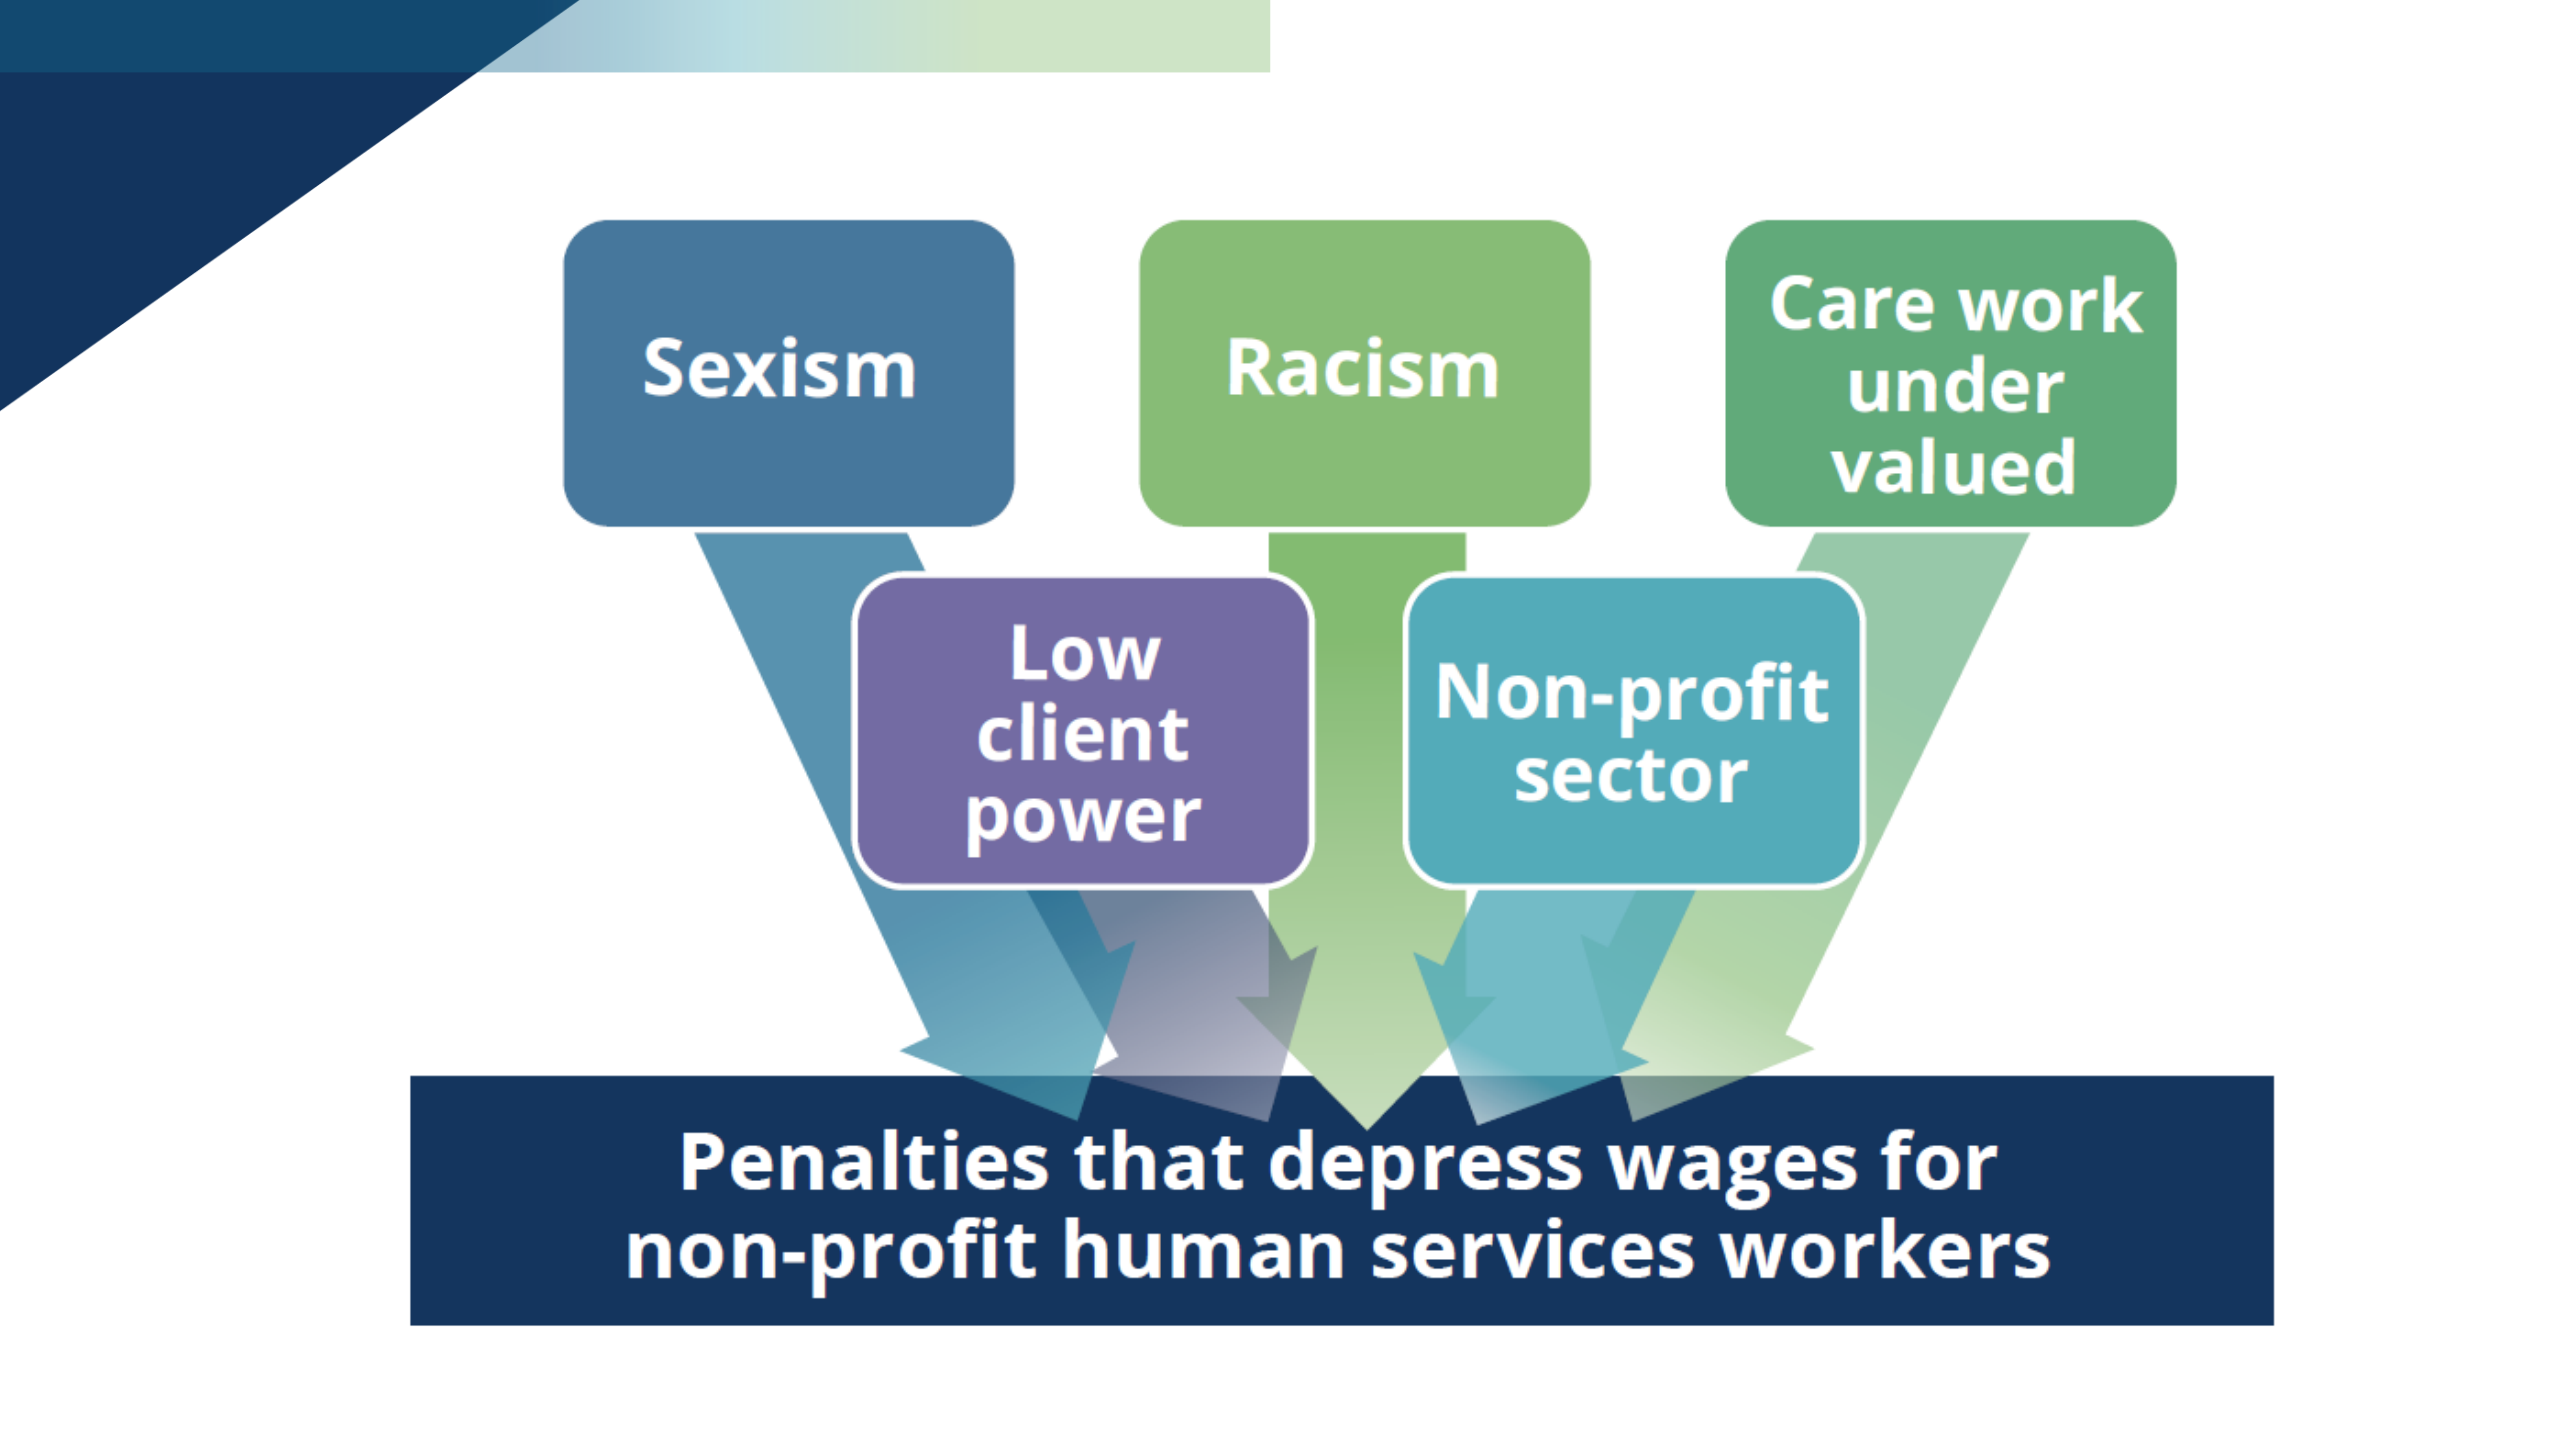 Sexism
Racism
Care work
under
valued
Low
client
power
Non-profit
sector
Penalties that depress wages for
non-profit human services workers